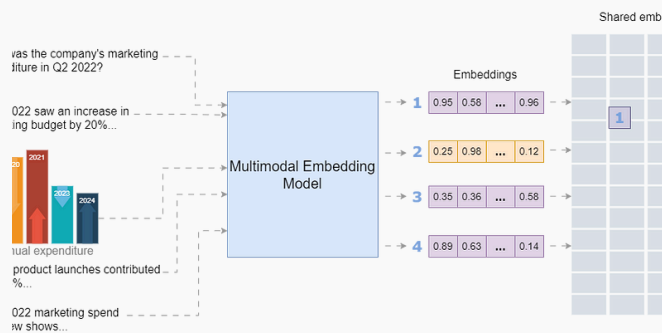 Shared emb
was the company's marketing
diture in Q2 2022?
Embeddings
1 0.95 0.58 ... 0.96
1
022 saw an increase in
ing budget by 20%...
2 0.25 0.98 ... 0.12
Multimodal Embedding
Model
20 2021 2023 2024
3 0.35 0.36 ... 0.58
nual expenditure
4 0.89 0.63 ... 0.14
product launches contributed
%...
022 marketing spend
ew shows...